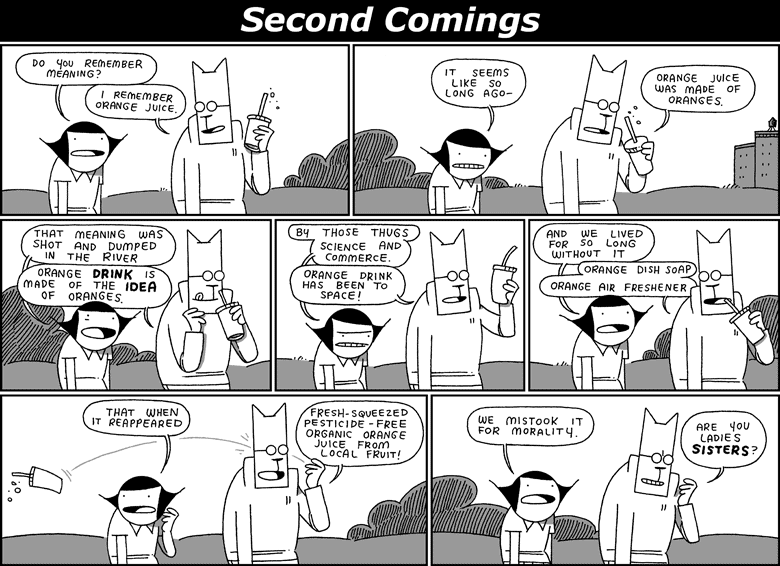 Second Comings
DO YOU REMEMBER
MEANING?
I REMEMBER
ORANGE JUICE.
IT SEEMS
LIKE SO
LONG AGO-
ORANGE JUICE
WAS MADE OF
ORANGES.
THAT MEANING WAS
SHOT AND DUMPED
IN THE RIVER
ORANGE DRINK IS
MADE OF THE IDEA
OF ORANGES.
BY THOSE THUGS
SCIENCE AND
COMMERCE.
ORANGE DRINK
HAS BEEN TO
SPACE!
AND WE LIVED
FOR SO LONG
WITHOUT IT
ORANGE DISH SOAP
ORANGE AIR FRESHENER
THAT WHEN
IT REAPPEARED
FRESH-SQUEEZED
PESTICIDE-FREE
ORGANIC ORANGE
JUICE FROM
LOCAL FRUIT!
WE MISTOOK IT
FOR MORALITY.
ARE YOU
LADIES
SISTERS?